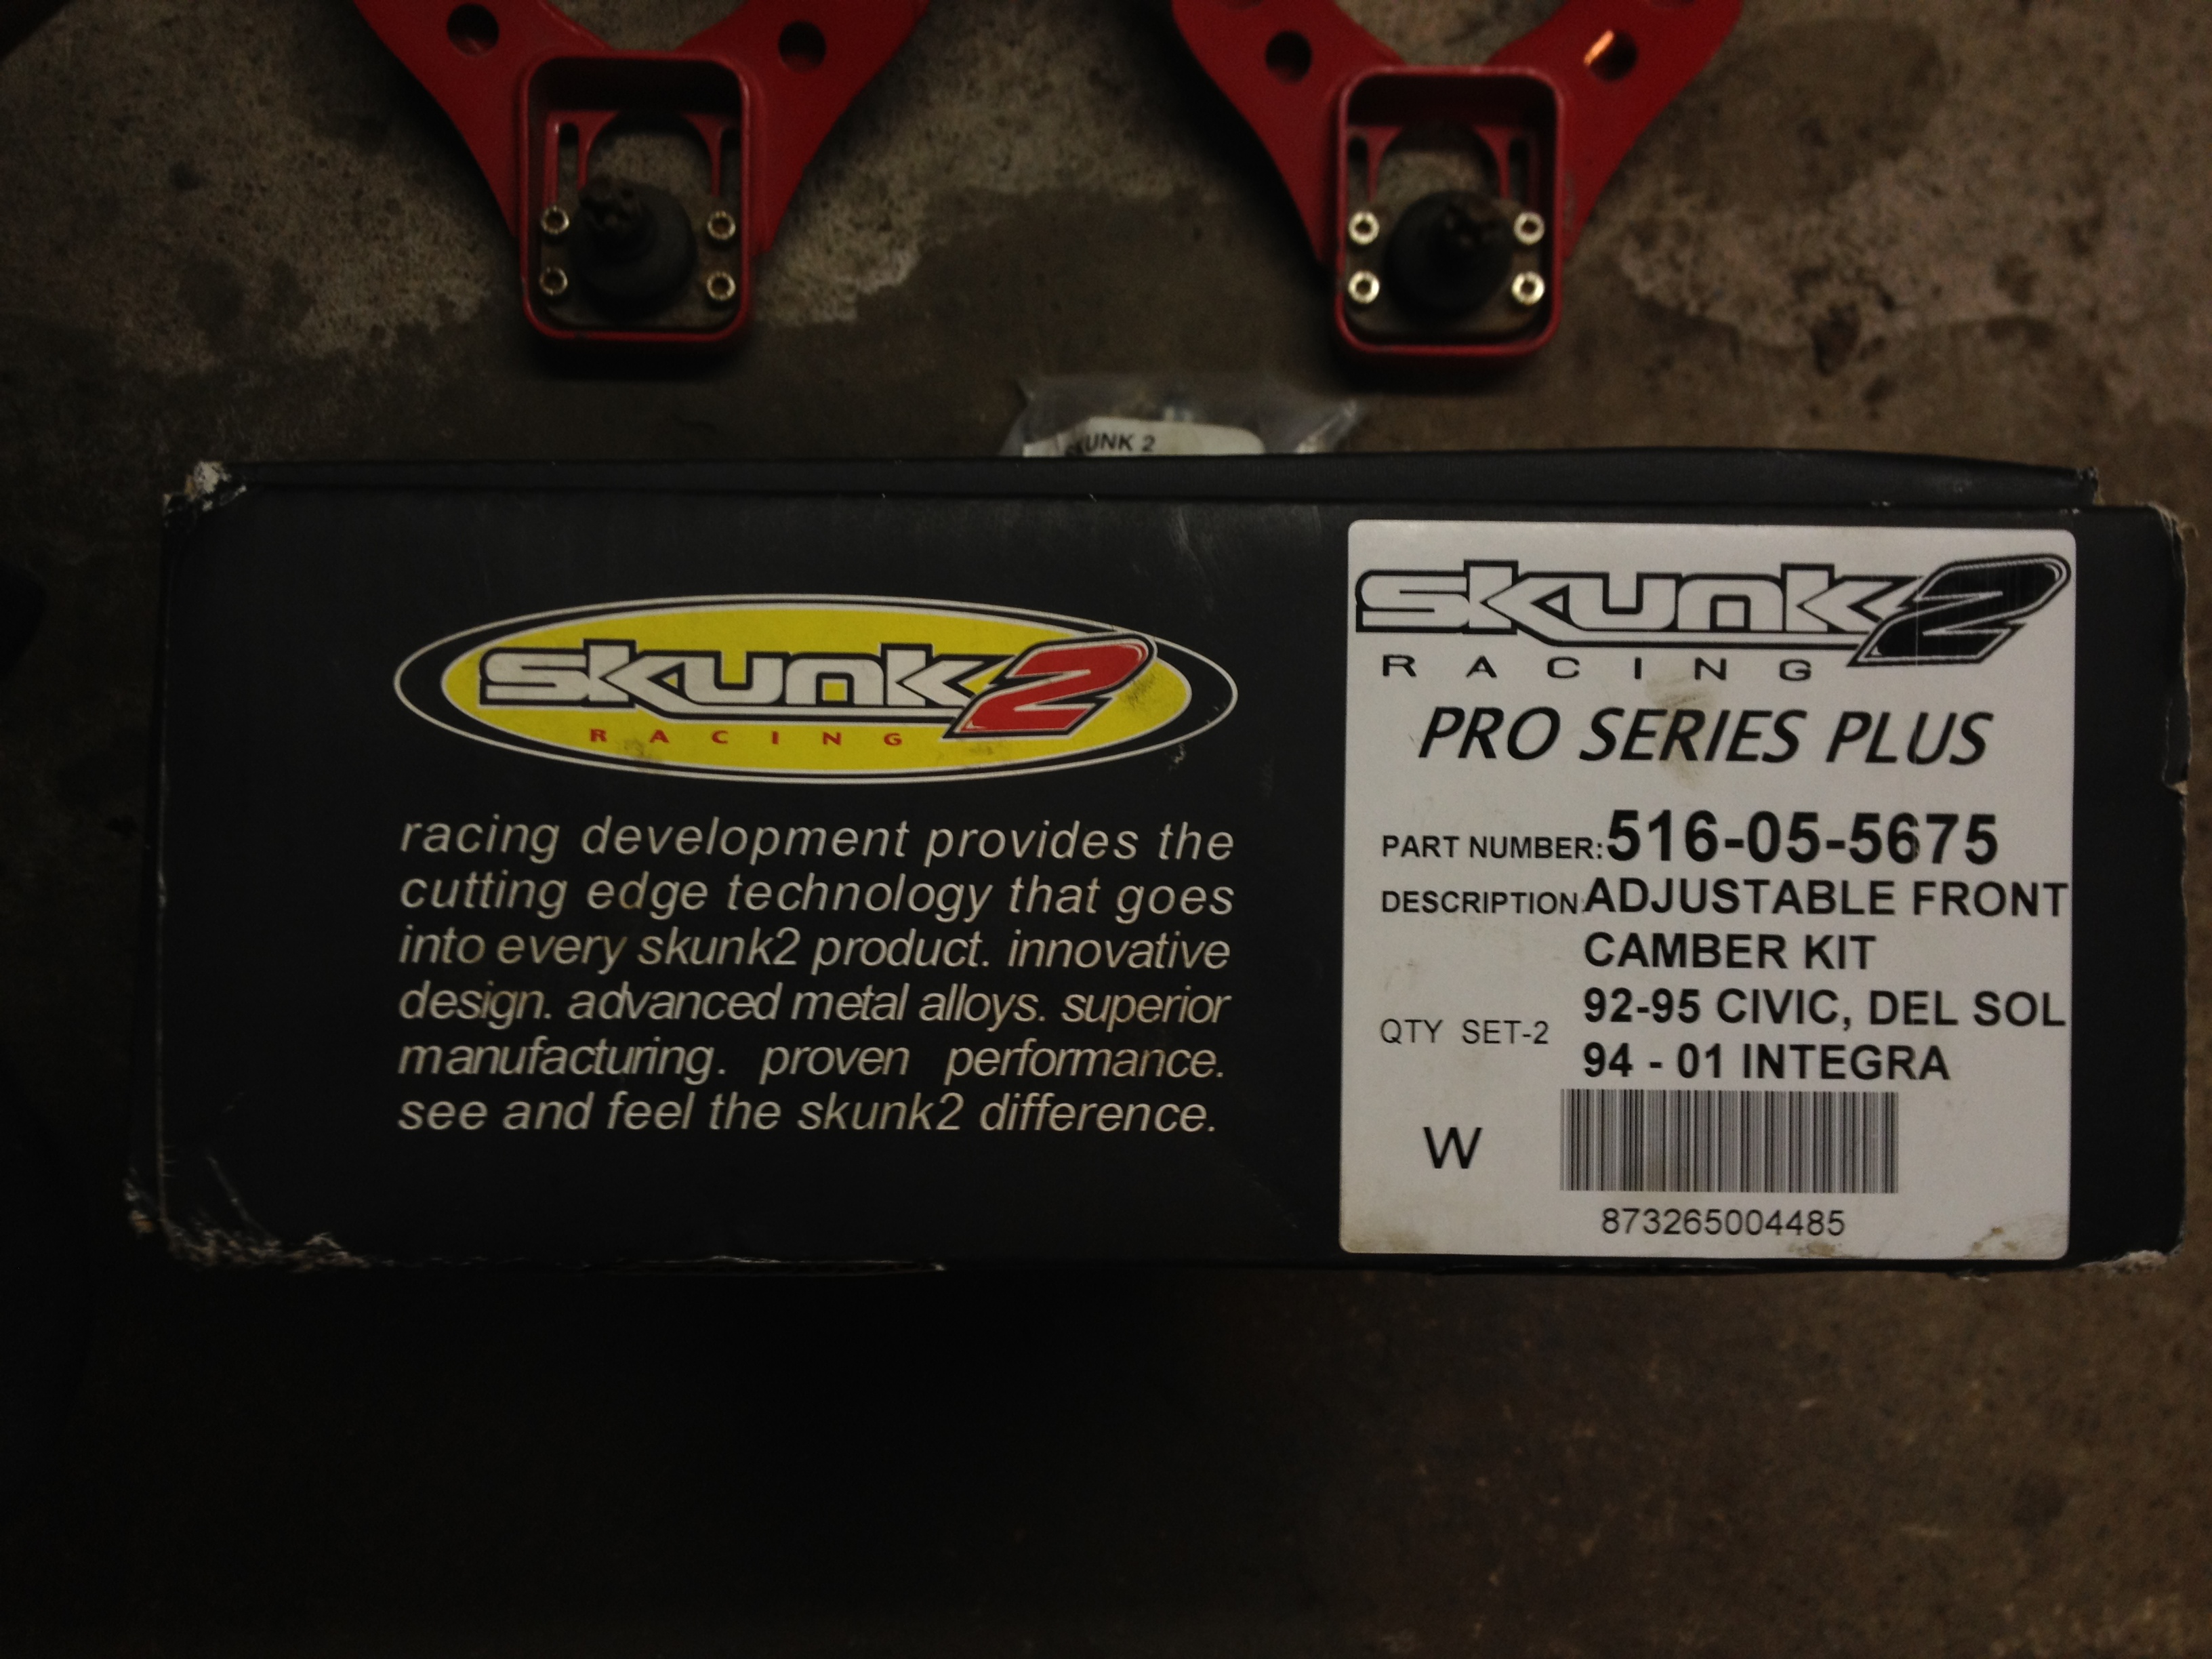 UNK 2
skunk2
RACING
racing development provides the
cutting edge technology that goes
into every skunk2 product. innovative
design. advanced metal alloys. superior
manufacturing. proven performance.
see and feel the skunk2 difference.
skunk2
RACING
PRO SERIES PLUS
PART NUMBER: 516-05-5675
DESCRIPTION: ADJUSTABLE FRONT
CAMBER KIT
92-95 CIVIC, DEL SOL
QTY SET-2
94 - 01 INTEGRA
W
873265004485